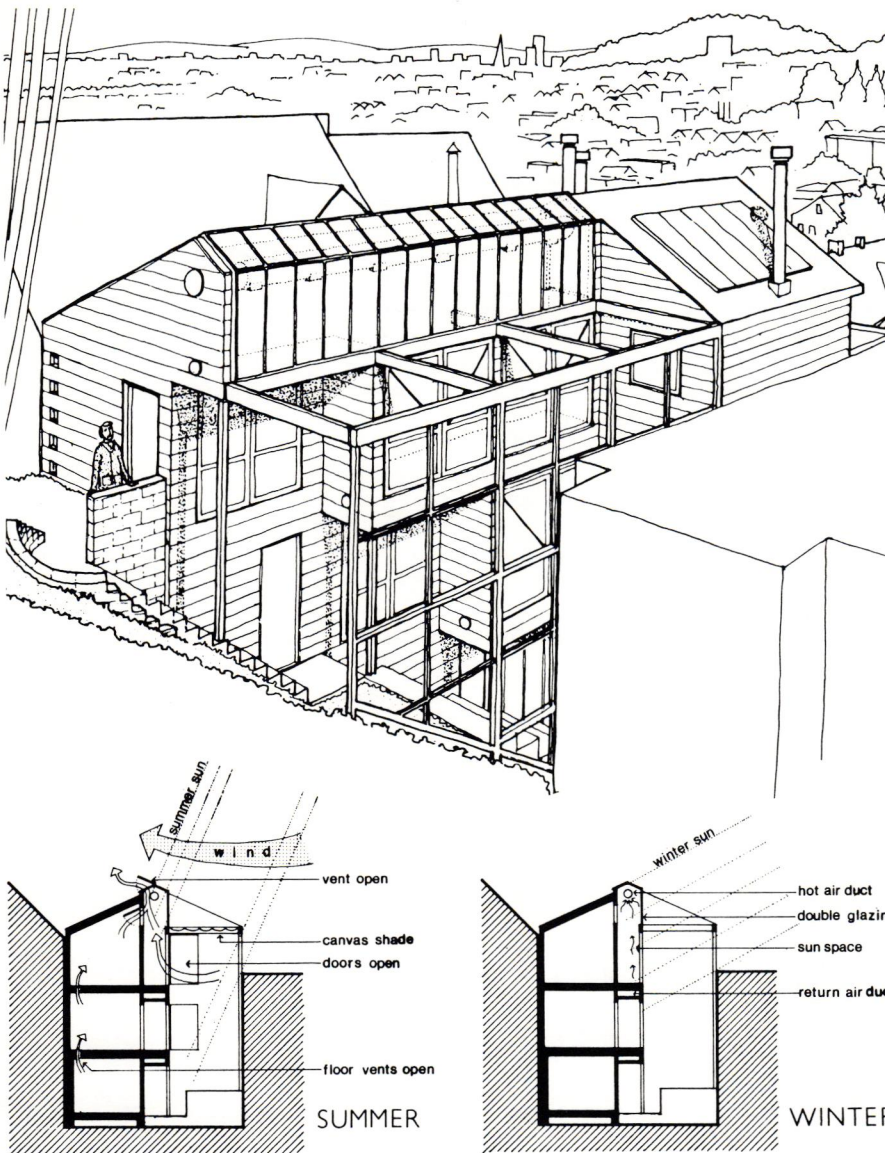 summer sun
wind
vent open
canvas shade
doors open
floor vents open
SUMMER
winter sun
hot air duct
double glazin
sun space
return air duc
WINTER